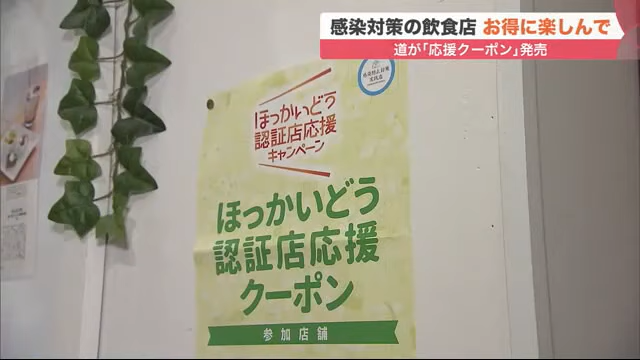 感染対策の飲食店 お得に楽しんで
道が「応援クーポン」発売
ほっかいどう
認証店応援
キャンペーン
ほっかいどう
認証店応援
クーポン
参加店舗